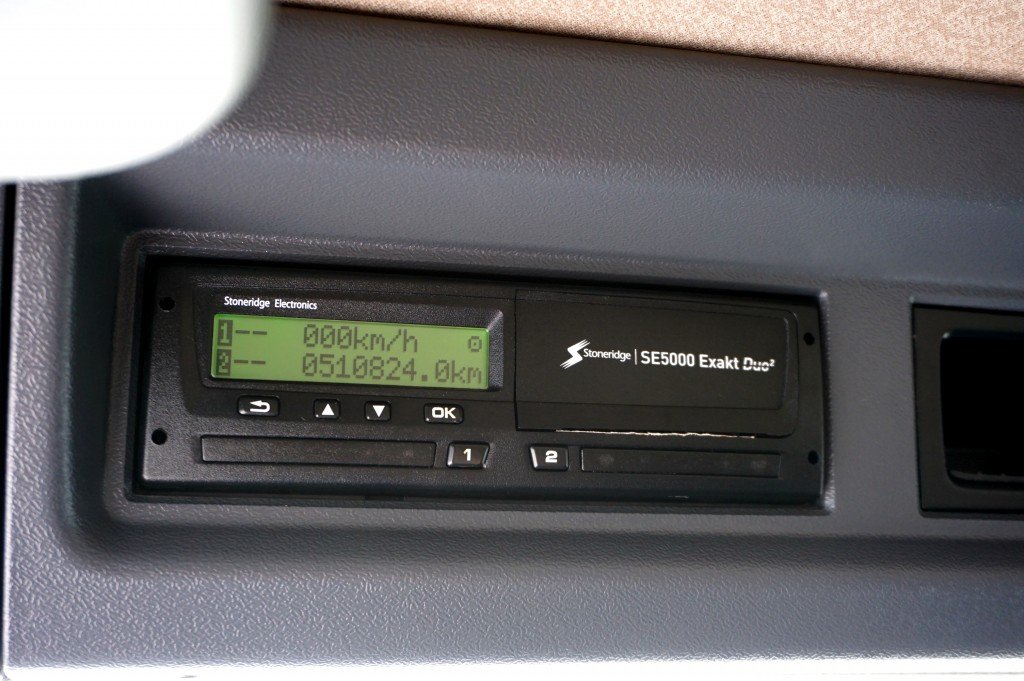 Stoneridge Electronics
1-- 000km/h
2-- 0510824.0km
OK
1
2
Stoneridge | SE5000 Exakt Duo²